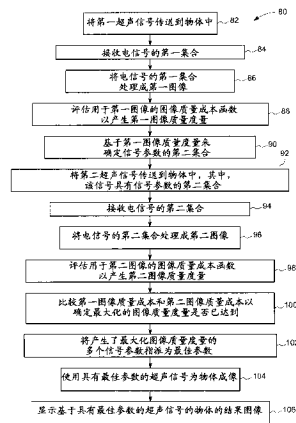 80
将第一超声信号传送到物体中
82
接收电信号的第一集合
84
将电信号的第一集合
处理成第一图像
86
评估用于第一图像的图像质量成本函数
以产生第一图像质量度量
88
基于第一图像质量度量来
确定信号参数的第二集合
90
92
将第二超声信号传送到物体中，其中，
该信号具有信号参数的第二集合
接收电信号的第二集合
94
将电信号的第二集合处理成第二图像
96
评估用于第二图像的图像质量成本函数
以产生第二图像质量度量
98
比较第一图像质量成本和第二图像质量成本以
确定最大化的图像质量度量是否已达到
100
将产生了最大化图像质量度量的
多个信号参数指派为最佳参数
102
使用具有最佳参数的超声信号为物体成像
104
显示基于具有最佳参数的超声信号的物体的结果图像
106